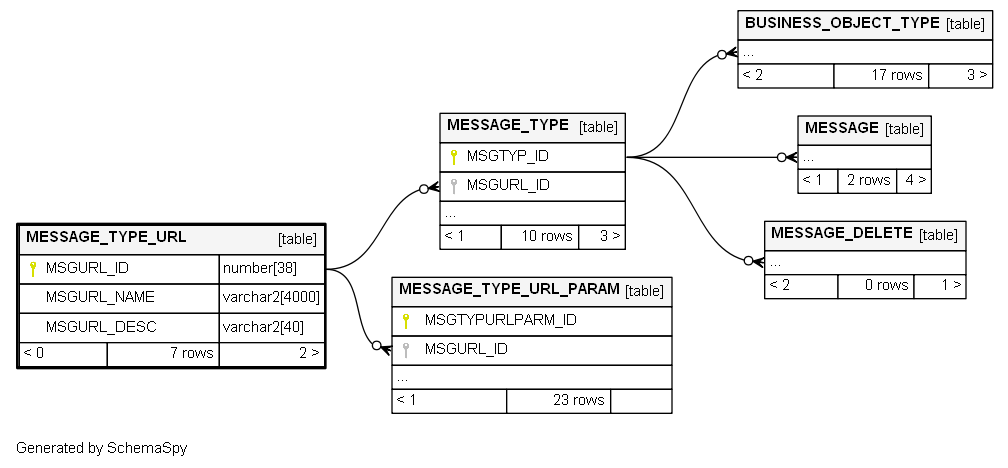 BUSINESS_OBJECT_TYPE [table]
...
< 2 17 rows 3 >
MESSAGE_TYPE [table]
MSGTYP_ID
MSGURL_ID
...
< 1 10 rows 3 >
MESSAGE [table]
...
< 1 2 rows 4 >
MESSAGE_DELETE [table]
...
< 2 0 rows 1 >
MESSAGE_TYPE_URL [table]
MSGURL_ID number[38]
MSGURL_NAME varchar2[4000]
MSGURL_DESC varchar2[40]
< 0 7 rows 2 >
MESSAGE_TYPE_URL_PARAM [table]
MSGTYPURLPARM_ID
MSGURL_ID
...
< 1 23 rows
Generated by SchemaSpy